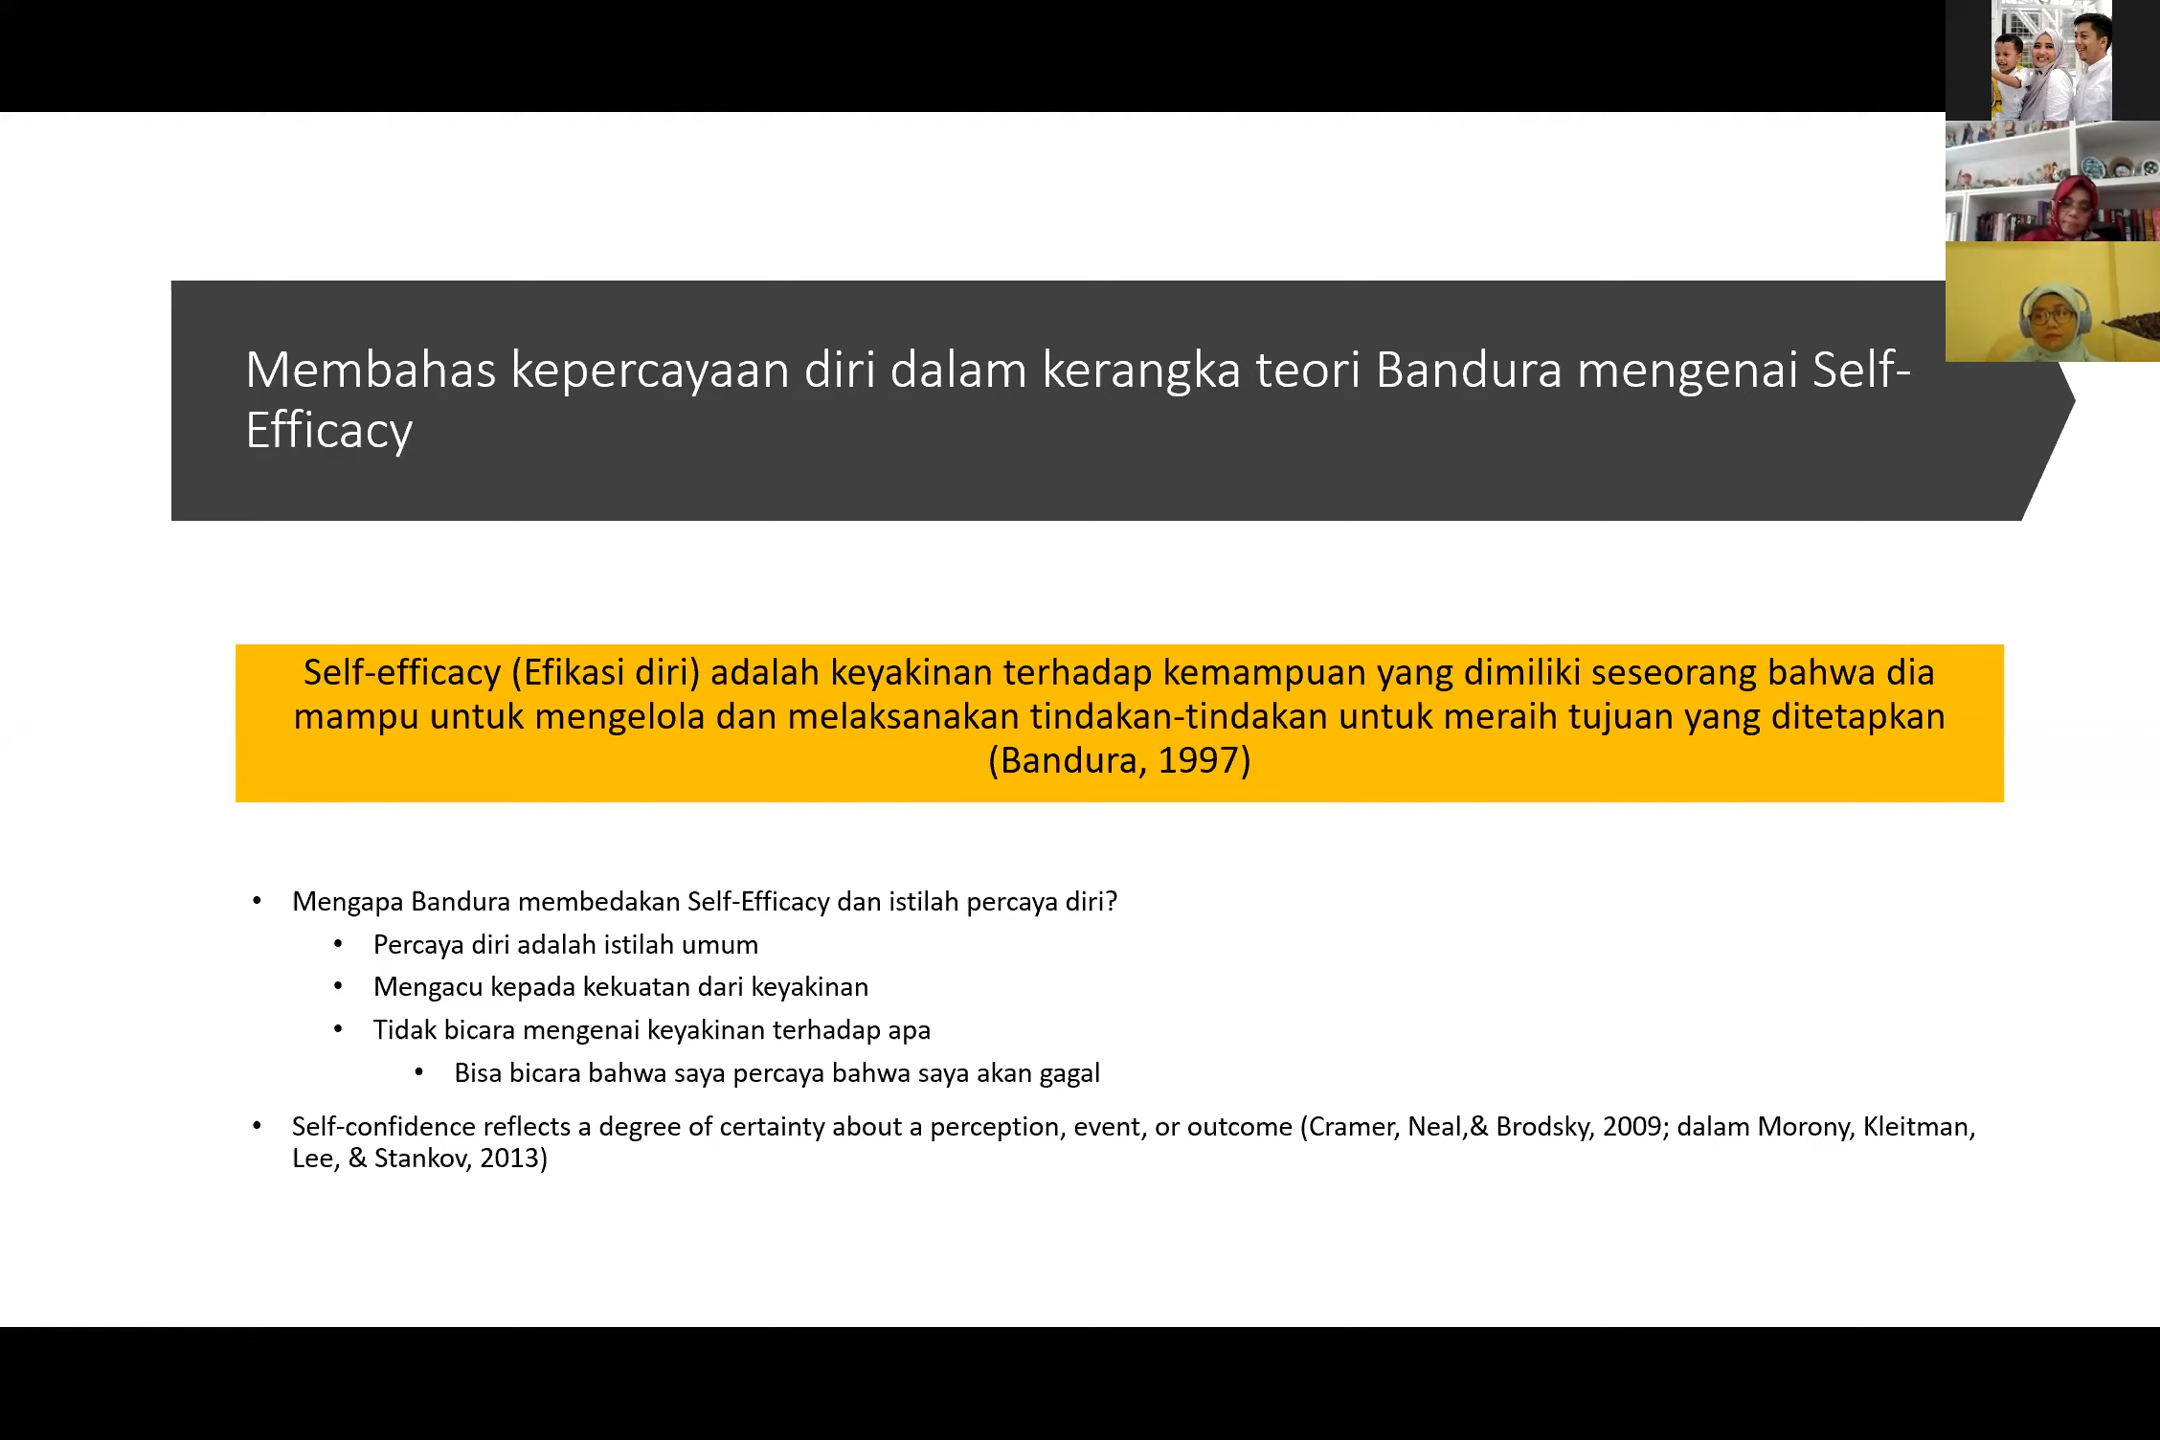 Membahas kepercayaan diri dalam kerangka teori Bandura mengenai Self-
Efficacy
Self-efficacy (Efikasi diri) adalah keyakinan terhadap kemampuan yang dimiliki seseorang bahwa dia
mampu untuk mengelola dan melaksanakan tindakan-tindakan untuk meraih tujuan yang ditetapkan
(Bandura, 1997)
• Mengapa Bandura membedakan Self-Efficacy dan istilah percaya diri?
• Percaya diri adalah istilah umum
• Mengacu kepada kekuatan dari keyakinan
• Tidak bicara mengenai keyakinan terhadap apa
• Bisa bicara bahwa saya percaya bahwa saya akan gagal
• Self-confidence reflects a degree of certainty about a perception, event, or outcome (Cramer, Neal,& Brodsky, 2009; dalam Morony, Kleitman,
Lee, & Stankov, 2013)